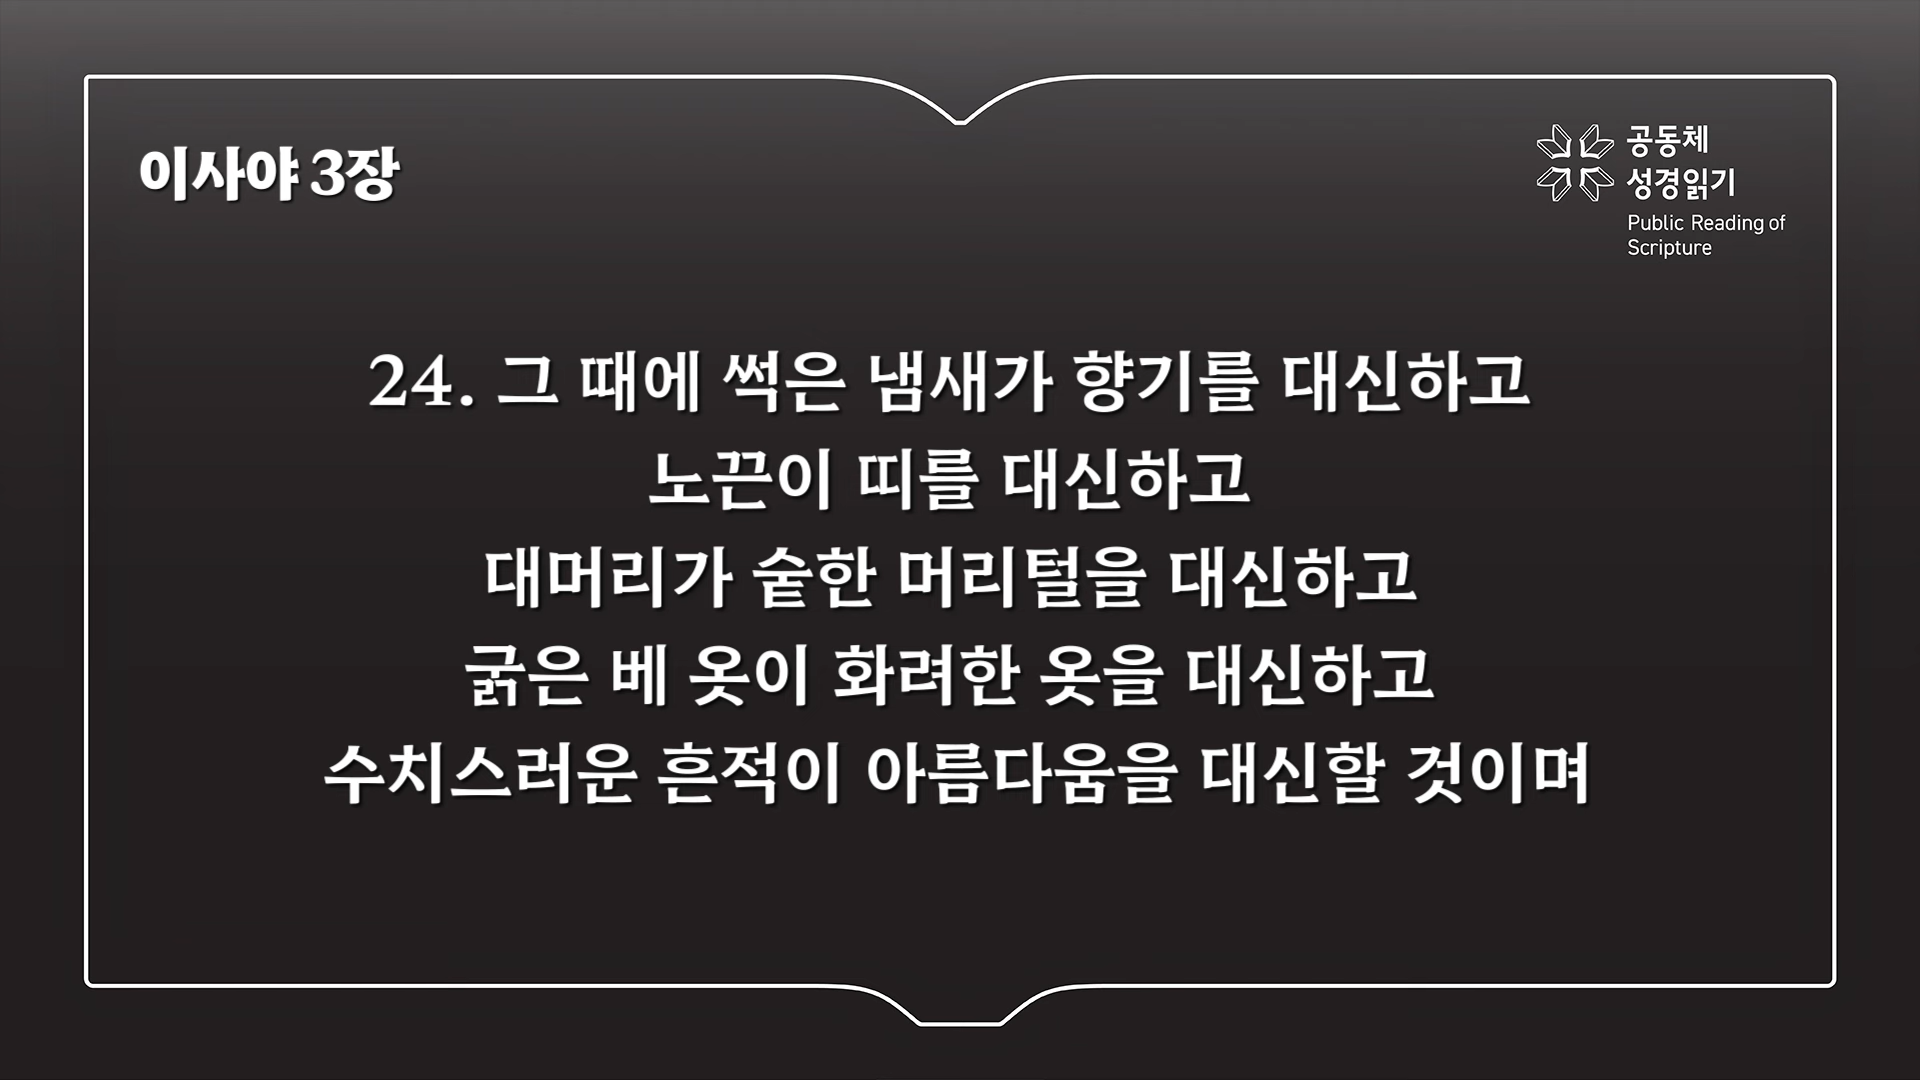 이사야 3장
공동체
성경읽기
Public Reading of
Scripture
24. 그 때에 썩은 냄새가 향기를 대신하고
노끈이 띠를 대신하고
대머리가 숱한 머리털을 대신하고
굵은 베 옷이 화려한 옷을 대신하고
수치스러운 흔적이 아름다움을 대신할 것이며